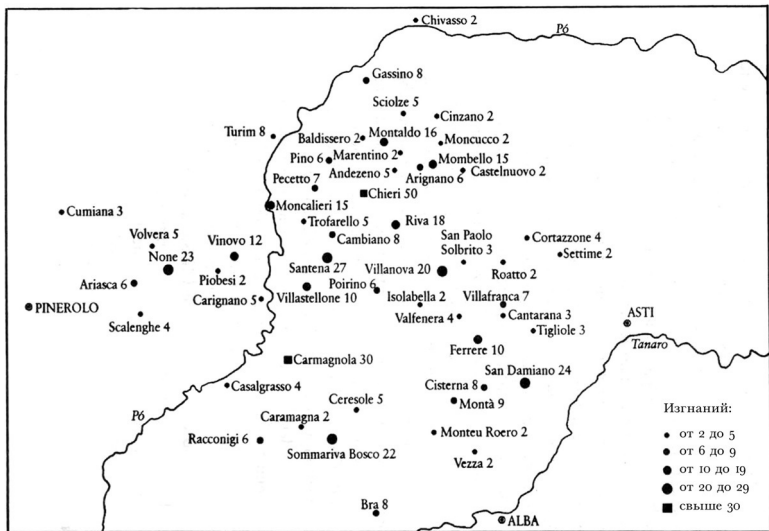 Chivasso 2
Pó
Gassino 8
Sciolze 5
Cinzano 2
Turim 8
Baldissero 2
Montaldo 16
Moncucco 2
Pino 6
Marentino 2
Mombello 15
Andezeno 5
Arignano 6
Castelnuovo 2
Pecetto 7
Chieri 50
Moncalieri 15
Cumiana 3
Trofarello 5
Riva 18
Volvera 5
Vinovo 12
Cambiano 8
San Paolo
Solbrito 3
Cortazzone 4
None 23
Settime 2
Piobesi 2
Santena 27
Villanova 20
Roatto 2
Ariasca 6
Poirino 6
Carignano 5
Villastellone 10
Isolabella 2
Villafranca 7
PINEROLO
Scalenghe 4
Valfenera 4
Cantarana 3
ASTI
Tigliole 3
Tanaro
Ferrere 10
Carmagnola 30
San Damiano 24
Casalgrasso 4
Cisterna 8
Ceresole 5
Montà 9
Pó
Caramagna 2
Racconigi 6
Sommariva Bosco 22
Monteu Roero 2
Vezza 2
Bra 8
ALBA
Изгнаний:
от 2 до 5
от 6 до 9
от 10 до 19
от 20 до 29
свыше 30